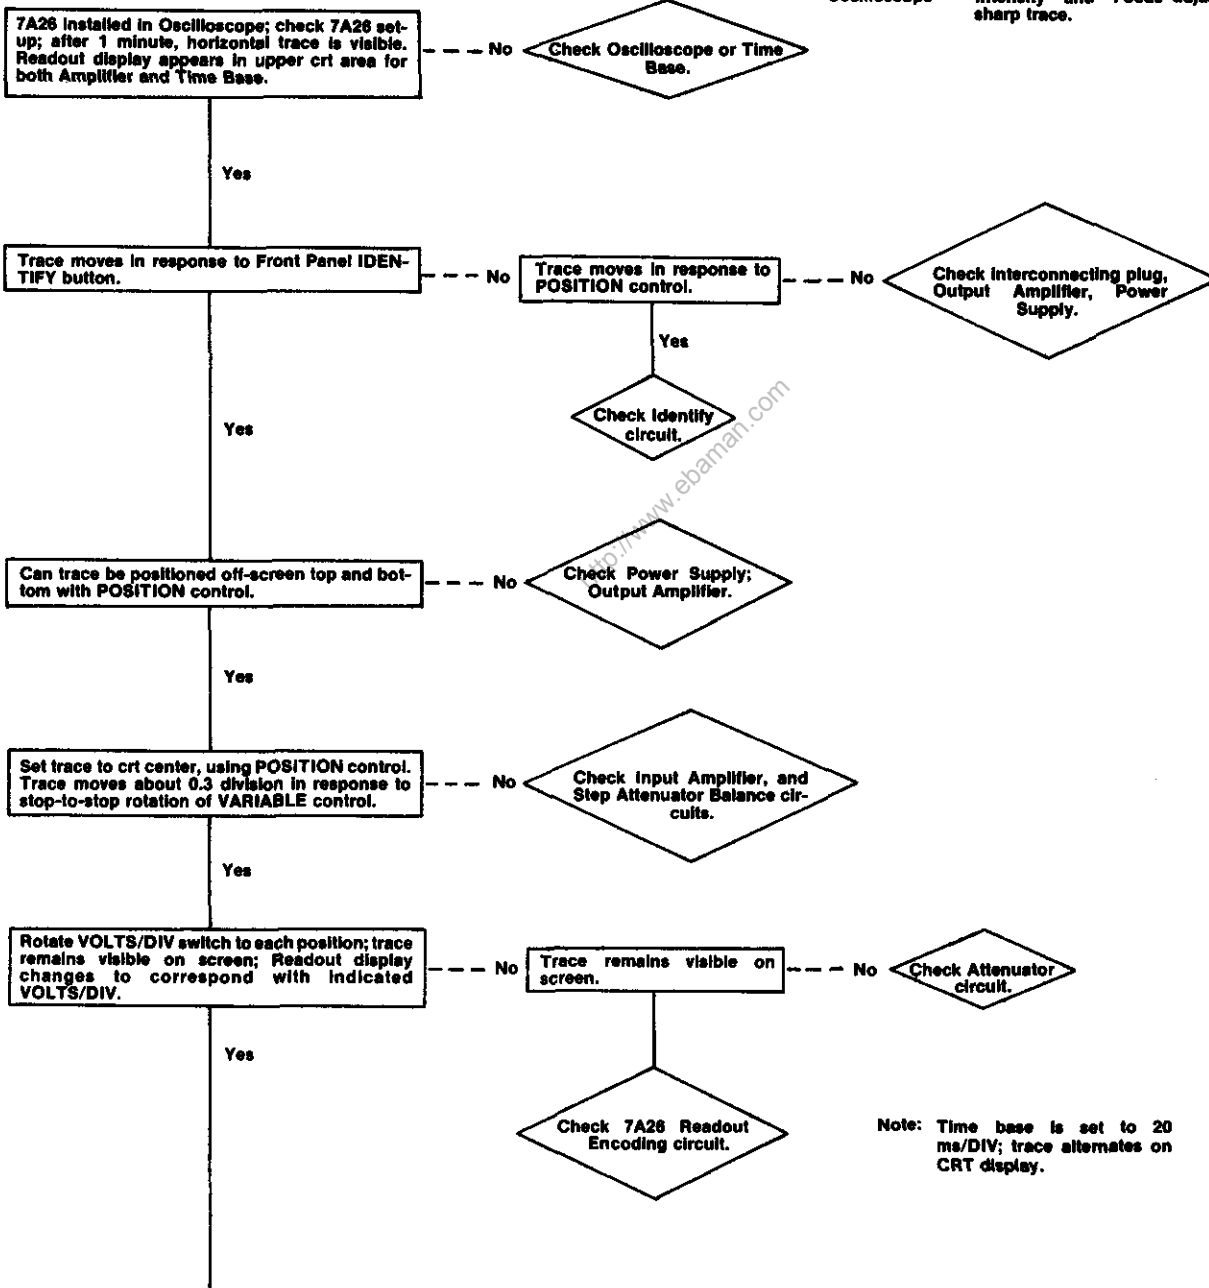 7A26 installed in Oscilloscope; check 7A26 set-
up; after 1 minute, horizontal trace is visible.
Readout display appears in upper crt area for
both Amplifier and Time Base.
No
Check Oscilloscope or Time
Base.
sharp trace.
Yes
Trace moves in response to Front Panel IDEN-
TIFY button.
No
Trace moves in response to
POSITION control.
No
Check interconnecting plug,
Output Amplifier, Power
Supply.
Yes
Check Identify
circuit.
Yes
http://www.ebaman.com
Can trace be positioned off-screen top and bot-
tom with POSITION control.
No
Check Power Supply;
Output Amplifier.
Yes
Set trace to crt center, using POSITION control.
Trace moves about 0.3 division in response to
stop-to-stop rotation of VARIABLE control.
No
Check Input Amplifier, and
Step Attenuator Balance cir-
cuits.
Yes
Rotate VOLTS/DIV switch to each position; trace
remains visible on screen; Readout display
changes to correspond with indicated
VOLTS/DIV.
No
Trace remains visible on
screen.
No
Check Attenuator
circuit.
Yes
Check 7A26 Readout
Encoding circuit.
Note: Time base is set to 20
ms/DIV; trace alternates on
CRT display.